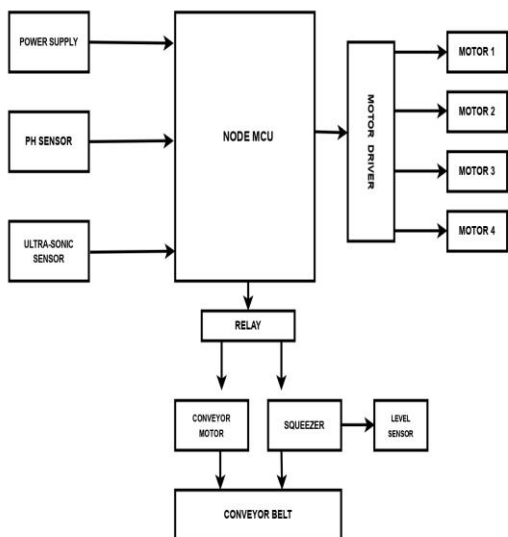 POWER SUPPLY
PH SENSOR
ULTRA-SONIC
SENSOR
NODE MCU
MOTOR DRIVER
MOTOR 1
MOTOR 2
MOTOR 3
MOTOR 4
RELAY
CONVEYOR
MOTOR
SQUEEZER
LEVEL
SENSOR
CONVEYOR BELT